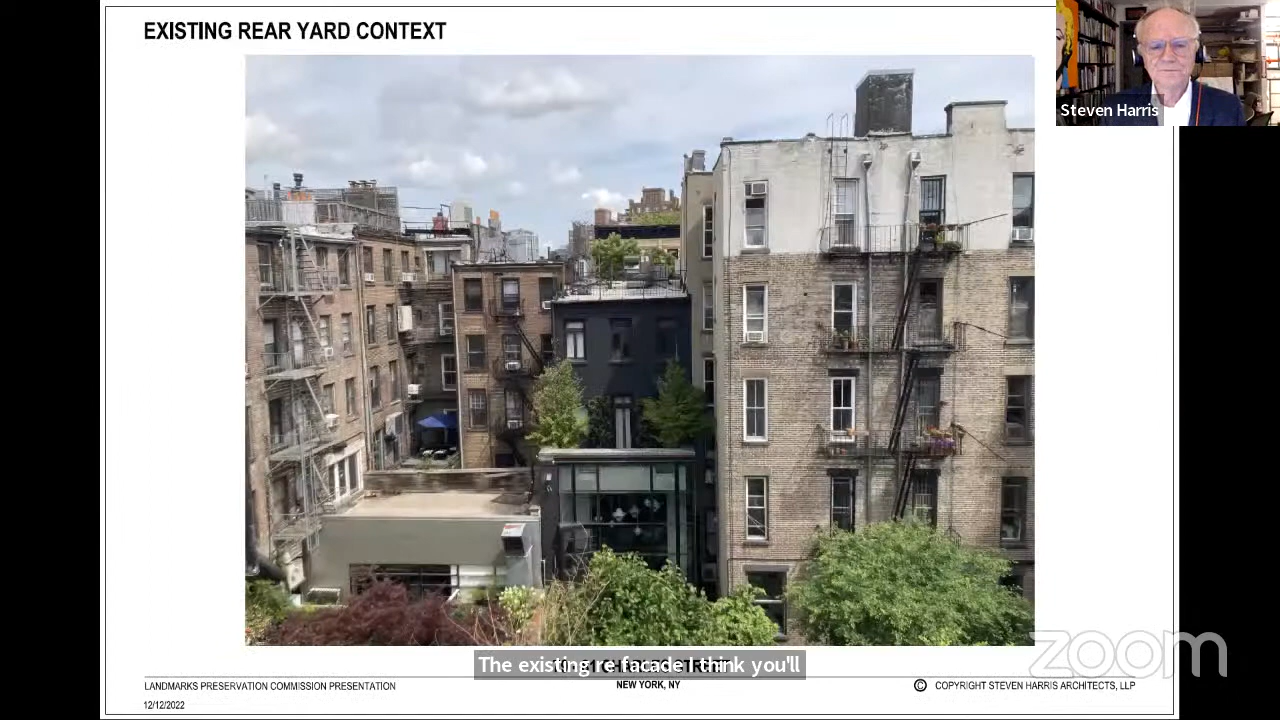 EXISTING REAR YARD CONTEXT
Steven Harris
The existing re facade I think you'll
NEW YORK, NY
LANDMARKS PRESERVATION COMMISSION PRESENTATION
© COPYRIGHT STEVEN HARRIS ARCHITECTS, LLP
12/12/2022
zoom